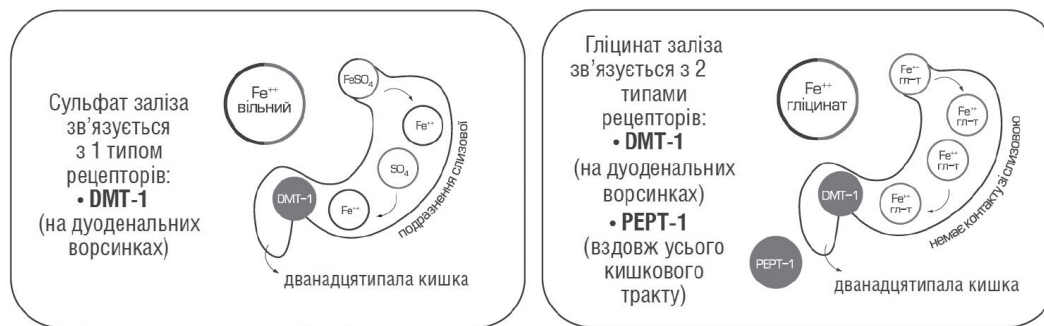 Сульфат заліза
зв’язується
з 1 типом
рецепторів:
• DMT-1
(на дуоденальних
ворсинках)
Fe⁺⁺
вільний
FeSO₄
Fe⁺⁺
SO₄
Fe⁺⁺
DMT-1
подразнення слизової
дванадцятипала кишка
Гліцинат заліза
зв’язується з 2
типами
рецепторів:
• DMT-1
(на дуоденальних
ворсинках)
• PEPT-1
(вздовж усього
кишкового
тракту)
Fe⁺⁺
гліцинат
Fe⁺⁺
гл-т
Fe⁺⁺
гл-т
Fe⁺⁺
гл-т
Fe⁺⁺
гл-т
DMT-1
PEPT-1
немає контакту зі слизовою
дванадцятипала кишка